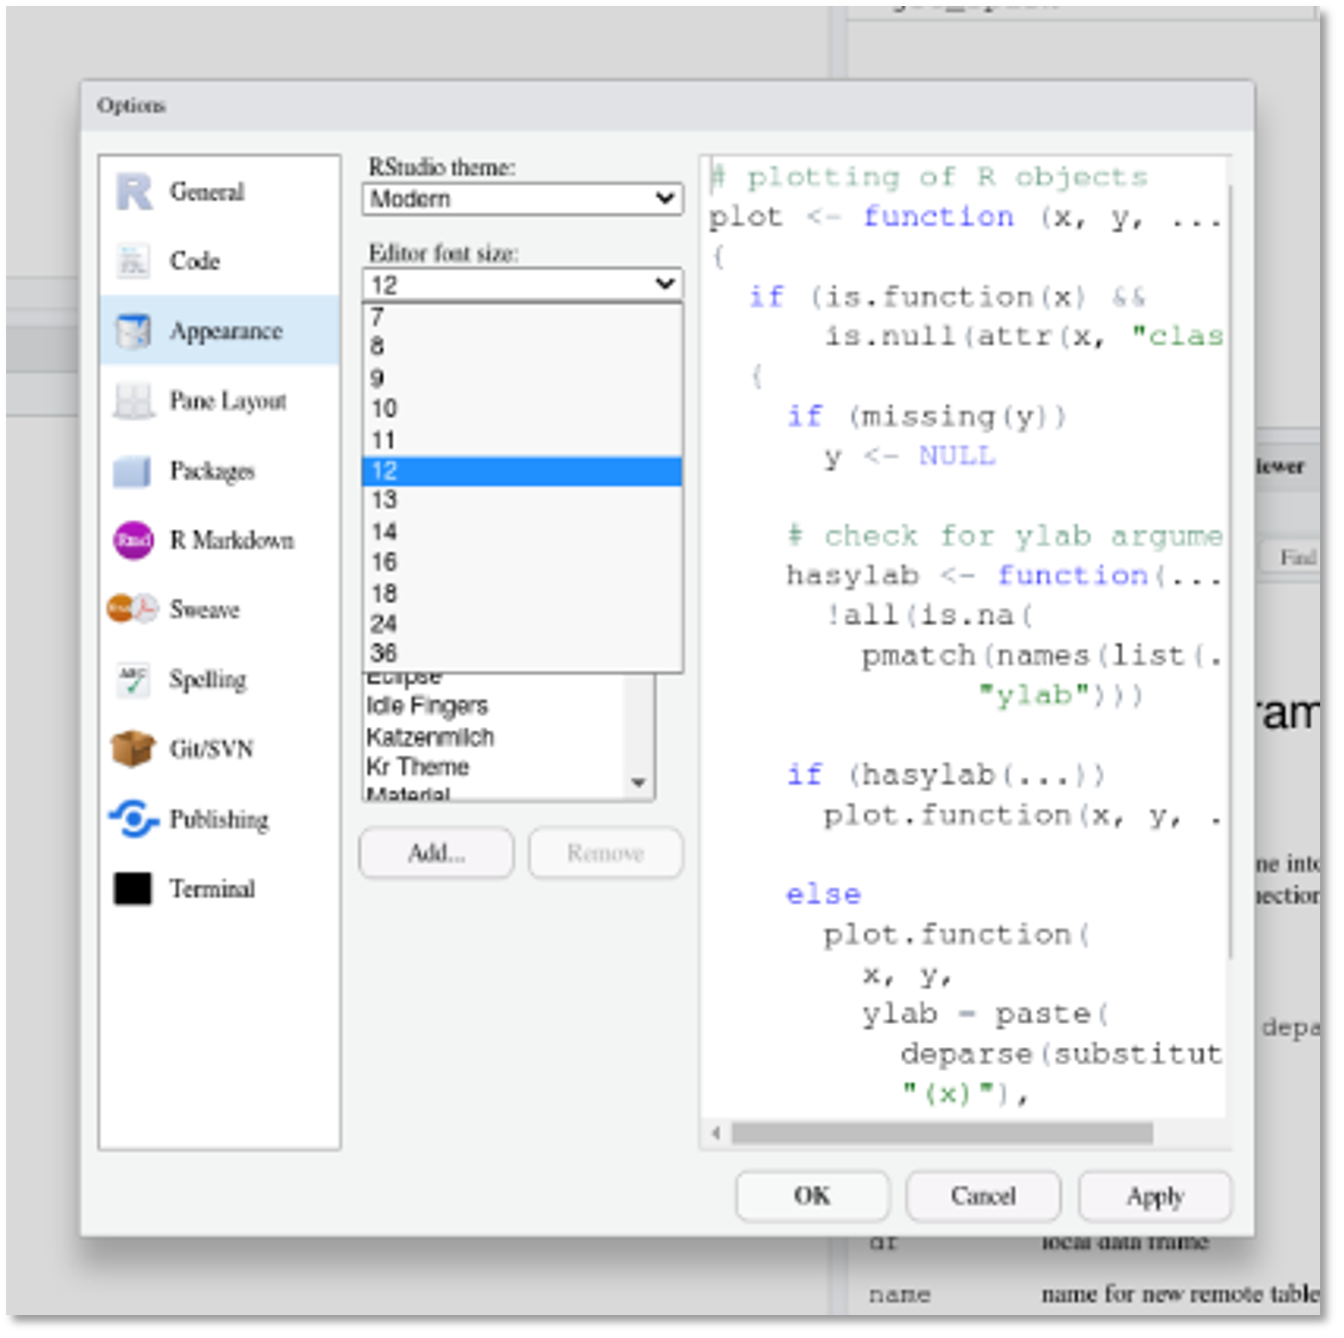 Options
General
Code
Appearance
Pane Layout
Packages
R Markdown
Sweave
Spelling
Git/SVN
Publishing
Terminal
RStudio theme:
Modern
Editor font size:
12
7
8
9
10
11
12
13
14
16
18
24
36
Eclipse
Idle Fingers
Katzenmilch
Kr Theme
Material
Add...
Remove
# plotting of R objects
plot <- function (x, y, ...
{
if (is.function(x) &&
is.null(attr(x, "clas
{
if (missing(y))
y <- NULL
# check for ylab argume
hasylab <- function(...
!all(is.na(
pmatch(names(list(.
"ylab")))
if (hasylab(...))
plot.function(x, y, .
else
plot.function(
x, y,
ylab = paste(
deparse(substitut
"(x)"),
OK
Cancel
Apply
iewer
Find
ram
ne into
nection
depa
df
local data frame
name
name for new remote table